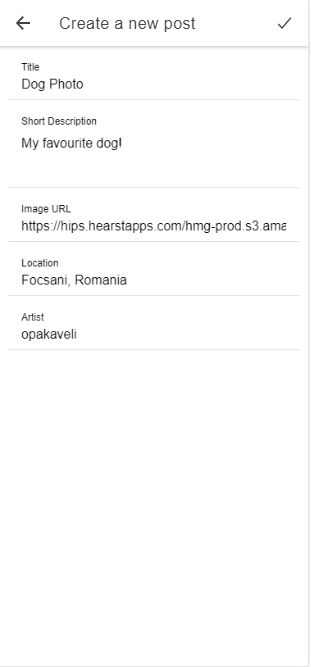 Create a new post
Title
Dog Photo
Short Description
My favourite dog!
Image URL
https://hips.hearstapps.com/hmg-prod.s3.ama
Location
Focsani, Romania
Artist
opakaveli